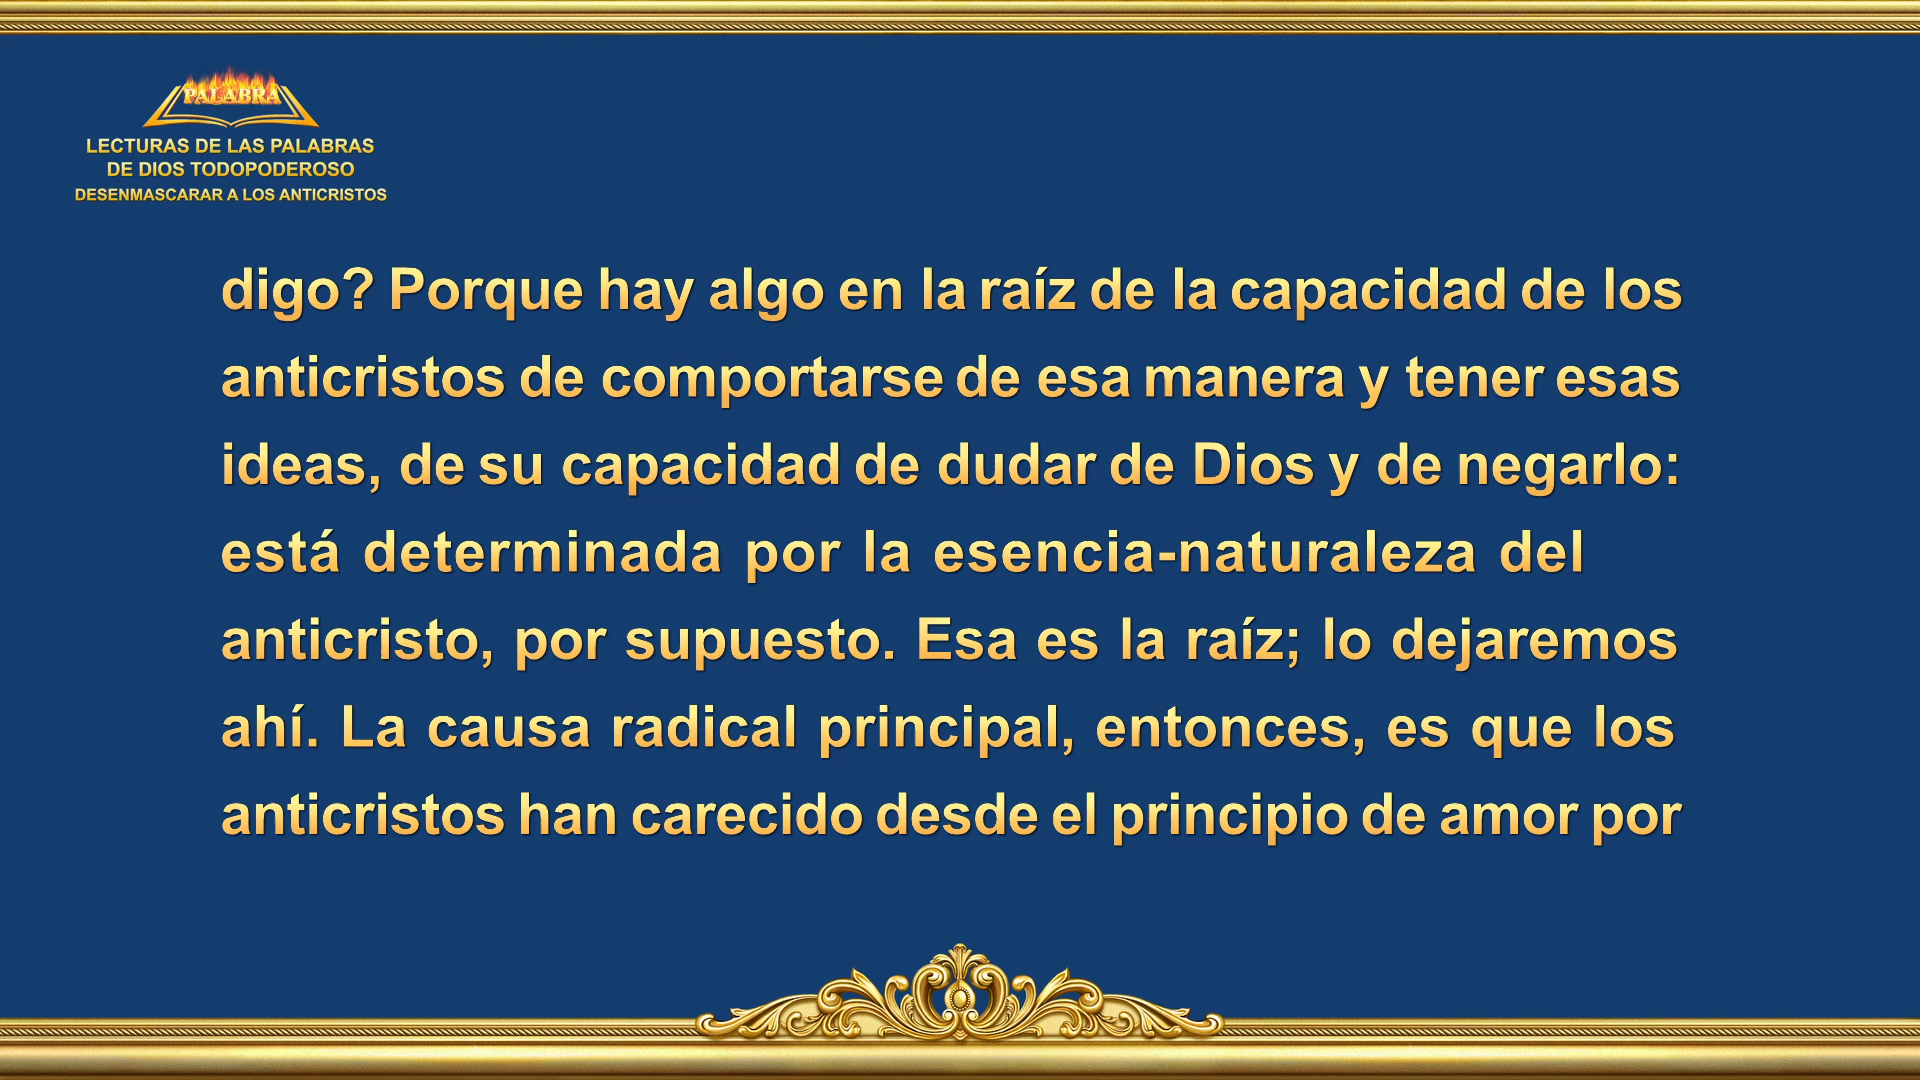 PALABRA
LECTURAS DE LAS PALABRAS
DE DIOS TODOPODEROSO
DESENMASCARAR A LOS ANTICRISTOS
digo? Porque hay algo en la raíz de la capacidad de los
anticristos de comportarse de esa manera y tener esas
ideas, de su capacidad de dudar de Dios y de negarlo:
está determinada por la esencia-naturaleza del
anticristo, por supuesto. Esa es la raíz; lo dejaremos
ahí. La causa radical principal, entonces, es que los
anticristos han carecido desde el principio de amor por